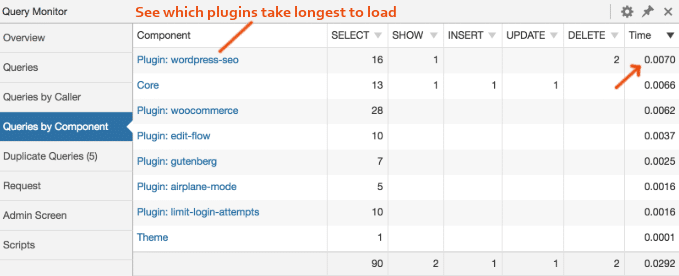 Query Monitor
See which plugins take longest to load
Overview
Queries
Queries by Caller
Queries by Component
Duplicate Queries (5)
Request
Admin Screen
Scripts
Component SELECT SHOW INSERT UPDATE DELETE Time
Plugin: wordpress-seo 16 1 2 0.0070
Core 13 1 1 1 0.0066
Plugin: woocommerce 28 0.0062
Plugin: edit-flow 10 0.0037
Plugin: gutenberg 7 0.0025
Plugin: airplane-mode 5 0.0016
Plugin: limit-login-attempts 10 0.0016
Theme 1 0.0001
90 2 1 1 2 0.0292